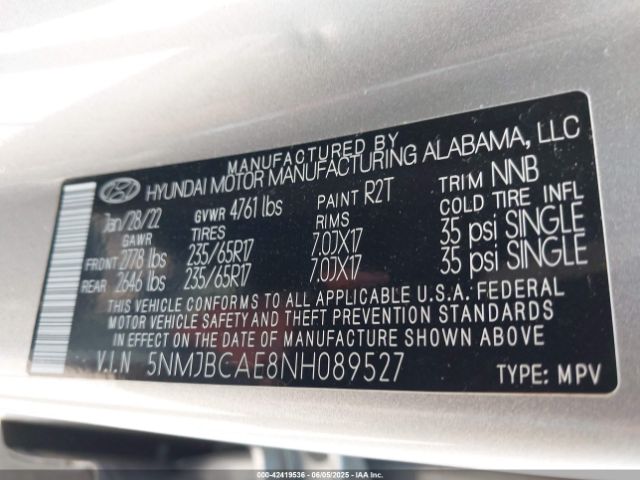 MANUFACTURED BY
HYUNDAI MOTOR MANUFACTURING ALABAMA, LLC
Jan/28/22 GVWR 4761 lbs PAINT R2T TRIM NNB
GAWR TIRES RIMS COLD TIRE INFL
FRONT 2778 lbs 235/65R17 7.0JX17 35 psi SINGLE
REAR 2646 lbs 235/65R17 7.0JX17 35 psi SINGLE
THIS VEHICLE CONFORMS TO ALL APPLICABLE U.S.A. FEDERAL
MOTOR VEHICLE SAFETY AND THEFT PREVENTION STANDARDS
IN EFFECT ON THE DATE OF MANUFACTURE SHOWN ABOVE.
V.I.N 5NMJBCAE8NH089527
TYPE: MPV
000-42419536 - 06/05/2025 - COPYRIGHT IAA, LLC.